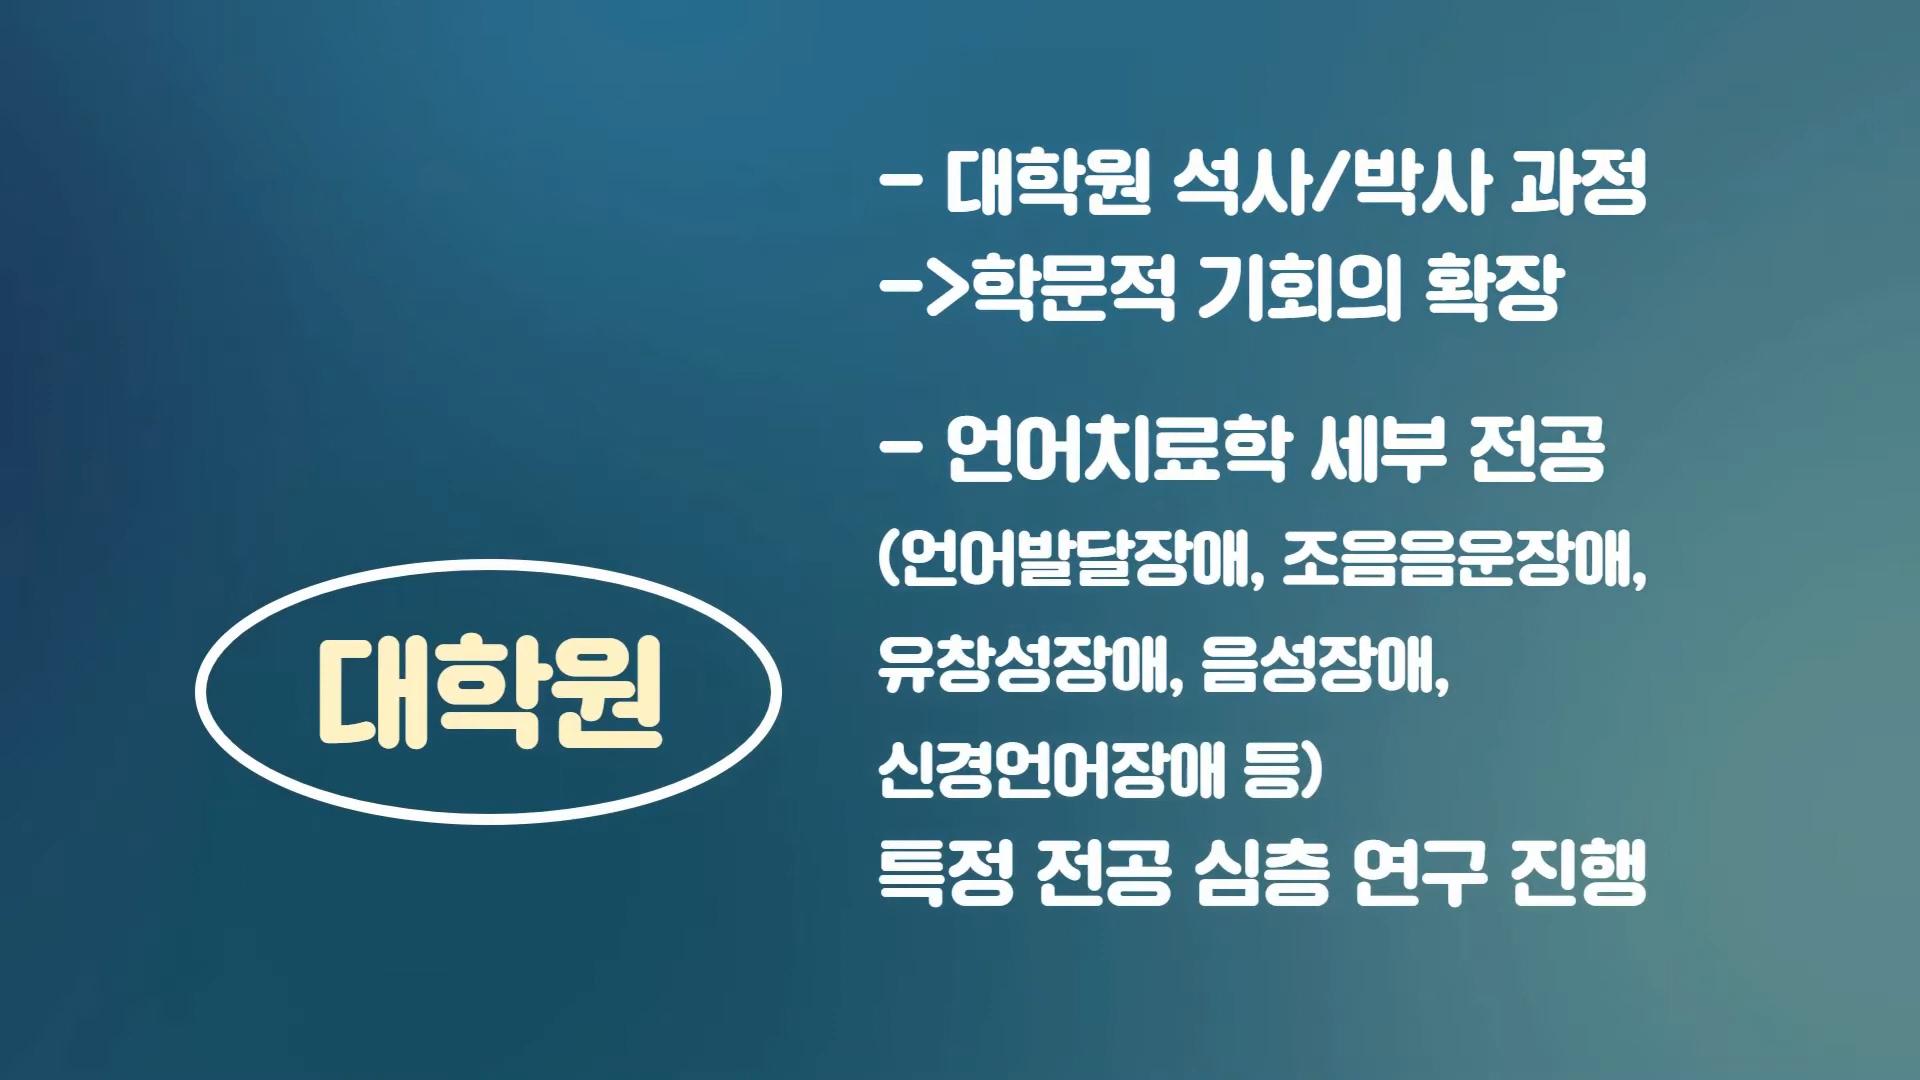 대학원
- 대학원 석사/박사 과정
->학문적 기회의 확장
- 언어치료학 세부 전공
(언어발달장애, 조음음운장애,
유창성장애, 음성장애,
신경언어장애 등)
특정 전공 심층 연구 진행